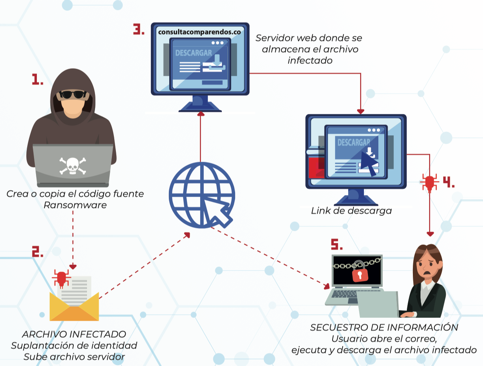 1.
Crea o copia el código fuente
Ransomware
2.
ARCHIVO INFECTADO
Suplantación de identidad
Sube archivo servidor
3.
consultacomparendos.co
DESCARGAR
Servidor web donde se
almacena el archivo
infectado
DESCARGAR
Link de descarga
4.
5.
SECUESTRO DE INFORMACIÓN
Usuario abre el correo,
ejecuta y descarga el archivo infectado